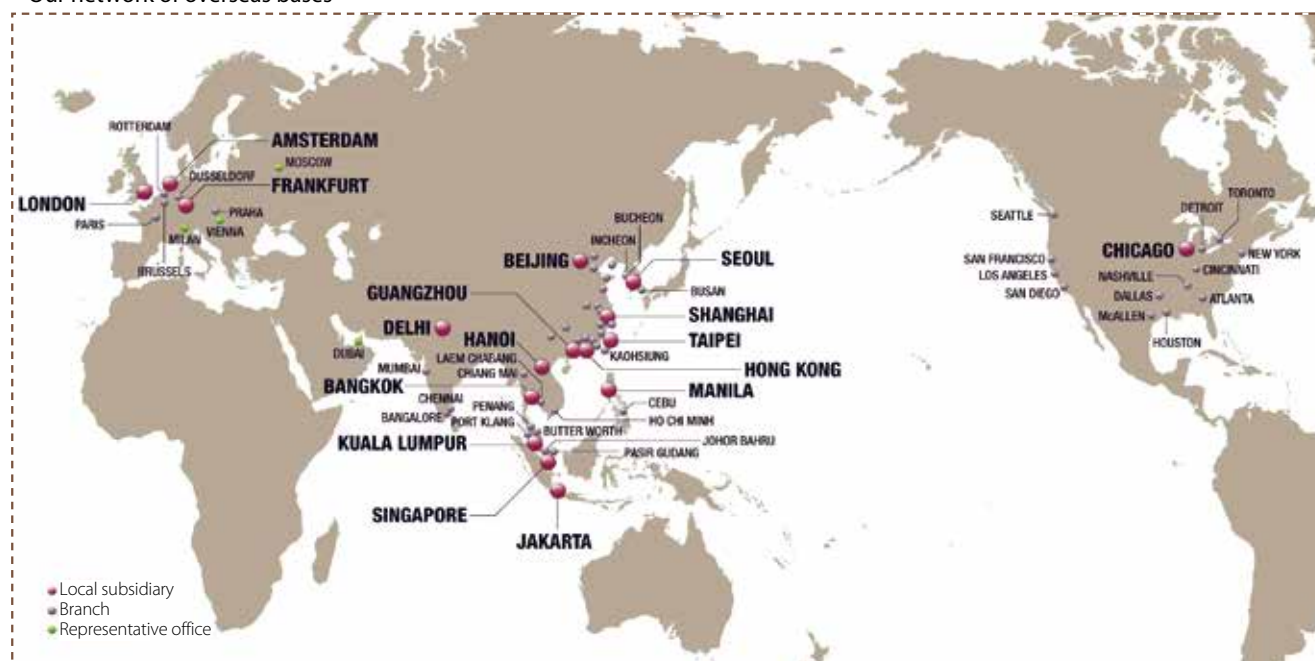 Our network of overseas bases
ROTTERDAM
AMSTERDAM
MOSCOW
DUSSELDORF
FRANKFURT
LONDON
PARIS
PRAHA
VIENNA
MILAN
BRUSSELS
BUCHEON
INCHEON
BEIJING
SEOUL
BUSAN
GUANGZHOU
SHANGHAI
DELHI
HANOI
TAIPEI
DUBAI
LAEM CHABANG
KAOHSIUNG
MUMBAI
CHIANG MAI
HONG KONG
BANGKOK
MANILA
CHENNAI
CEBU
PENANG
BANGALORE
HO CHI MINH
PORT KLANG
BUTTER WORTH
KUALA LUMPUR
JOHOR BAHRU
PASIR GUDANG
SINGAPORE
JAKARTA
SEATTLE
TORONTO
DETROIT
CHICAGO
NEW YORK
SAN FRANCISCO
CINCINNATI
LOS ANGELES
NASHVILLE
SAN DIEGO
DALLAS
ATLANTA
McALLEN
HOUSTON
Local subsidiary
Branch
Representative office